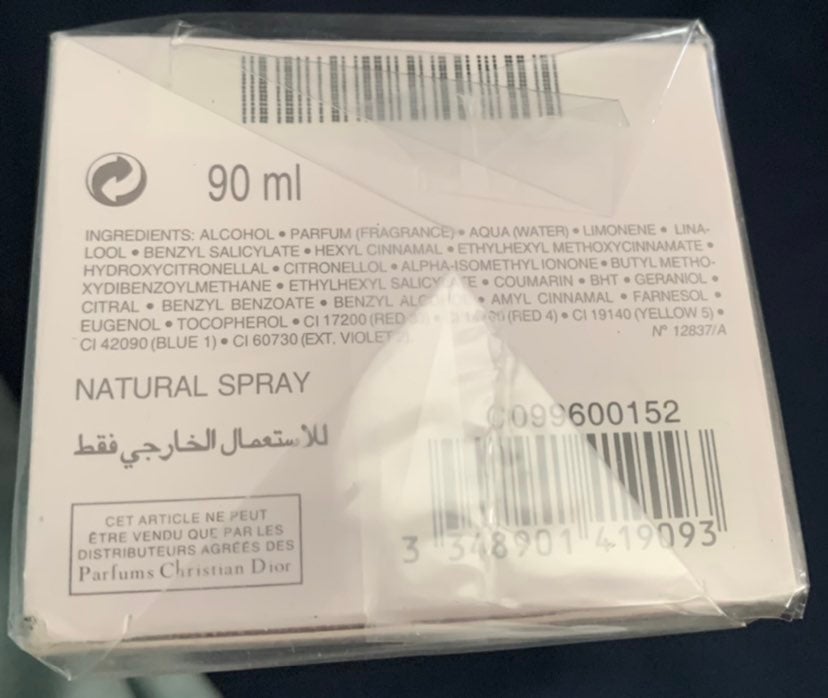 90 ml
INGREDIENTS: ALCOHOL • PARFUM (FRAGRANCE) • AQUA (WATER) • LIMONENE • LINA-
LOOL • BENZYL SALICYLATE • HEXYL CINNAMAL • ETHYLHEXYL METHOXYCINNAMATE •
HYDROXYCITRONELLAL • CITRONELLOL • ALPHA-ISOMETHYL IONONE • BUTYL METHO-
XYDIBENZOYLMETHANE • ETHYLHEXYL SALICYLATE • COUMARIN • BHT • GERANIOL •
CITRAL • BENZYL BENZOATE • BENZYL ALCOHOL • AMYL CINNAMAL • FARNESOL •
EUGENOL • TOCOPHEROL • CI 17200 (RED • (RED 4) • CI 19140 (YELLOW 5) •
CI 42090 (BLUE 1) • CI 60730 (EXT. VIOLET
N° 12837/A
NATURAL SPRAY
للاستعمال الخارجي فقط
C099600152
CET ARTICLE NE PEUT
ÊTRE VENDU QUE PAR LES
DISTRIBUTEURS AGRÉÉS DES
Parfums Christian Dior
3 348901 419093